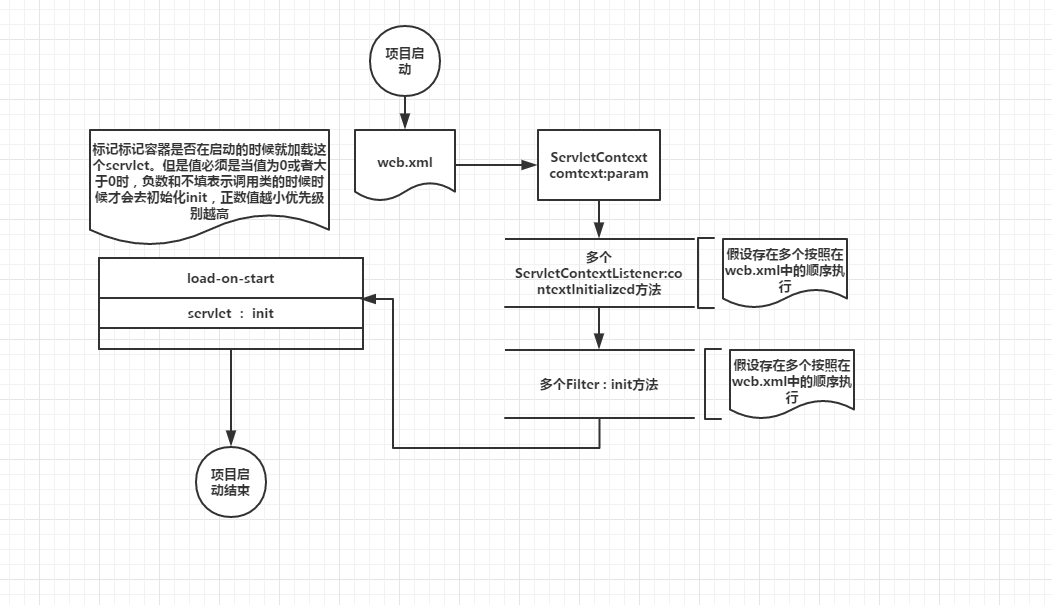 项目启
动
web.xml
ServletContext
comtext:param
标记标记容器是否在启动的时候就加载这
个servlet。但是值必须是当值为0或者大
于0时，负数和不填表示调用类的时候时
候才会去初始化init，正数值越小优先级
别越高
多个
ServletContextListener:co
ntextInitialized方法
假设存在多个按照在
web.xml中的顺序执
行
load-on-start
servlet ： init
多个Filter : init方法
假设存在多个按照在
web.xml中的顺序执
行
项目启
动结束